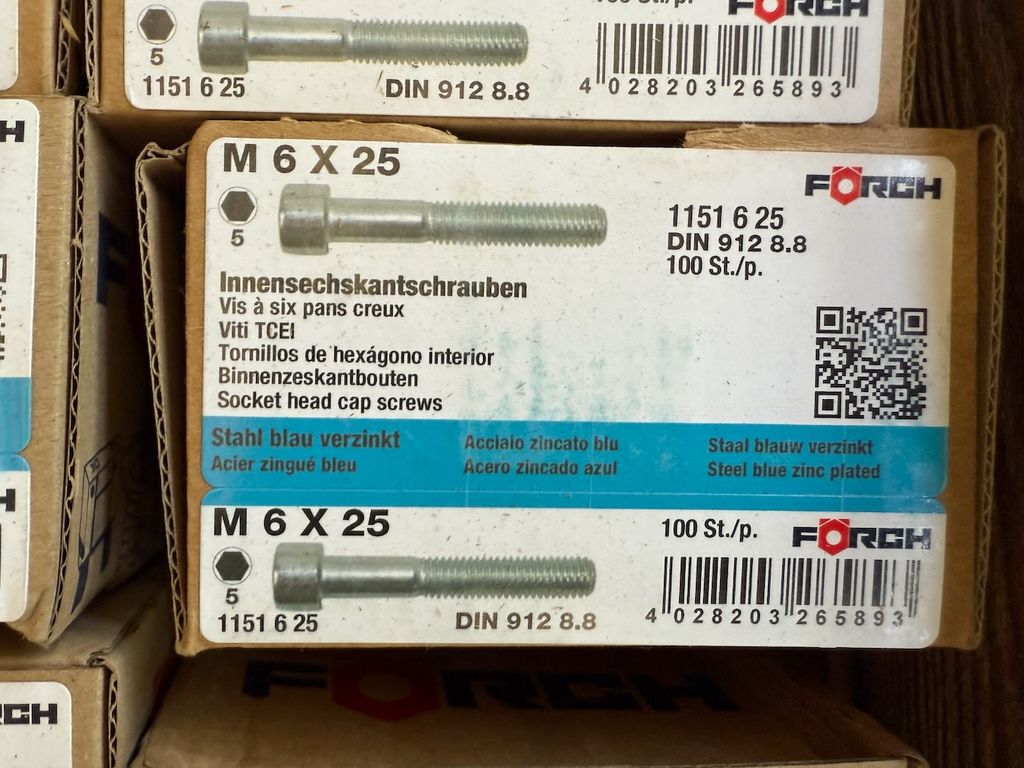 FÖRCH
5
1151 6 25
DIN 912 8.8
4 028203 265893
M 6 X 25
FÖRCH
5
1151 6 25
DIN 912 8.8
100 St./p.
Innensechskantschrauben
Vis à six pans creux
Viti TCEI
Tornillos de hexágono interior
Binnenzeskantbouten
Socket head cap screws
Stahl blau verzinkt
Acciaio zincato blu
Staal blauw verzinkt
Acier zingué bleu
Acero zincado azul
Steel blue zinc plated
M 6 X 25
100 St./p.
FÖRCH
5
1151 6 25
DIN 912 8.8
4 028203 265893
FÖRCH
RCH
H
H